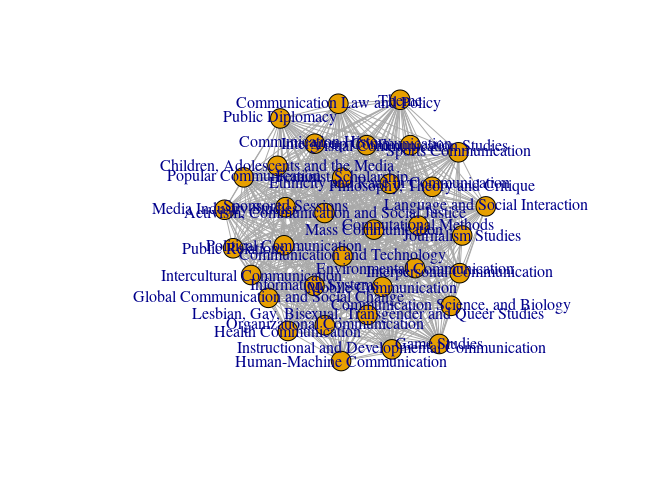 Communication Law and Policy
Theme
Public Diplomacy
Communication History
Studies
Sports Communication
Children, Adolescents and the Media
Popular Communication
Feminist Scholarship
Ethnicity and Race in Communication
Philosophy, Theory and Critique
Media Industry Studies
Sponsored Sessions
Activism, Communication and Social Justice
Language and Social Interaction
Computational Methods
Mass Communication
Journalism Studies
Public Relations
Political Communication
Communication and Technology
Environmental Communication
Interpersonal Communication
Intercultural Communication
Information Systems
Mobile Communication
Global Communication and Social Change
Communication Science, and Biology
Lesbian, Gay, Bisexual, Transgender and Queer Studies
Organizational Communication
Health Communication
Game Studies
Instructional and Developmental Communication
Human-Machine Communication